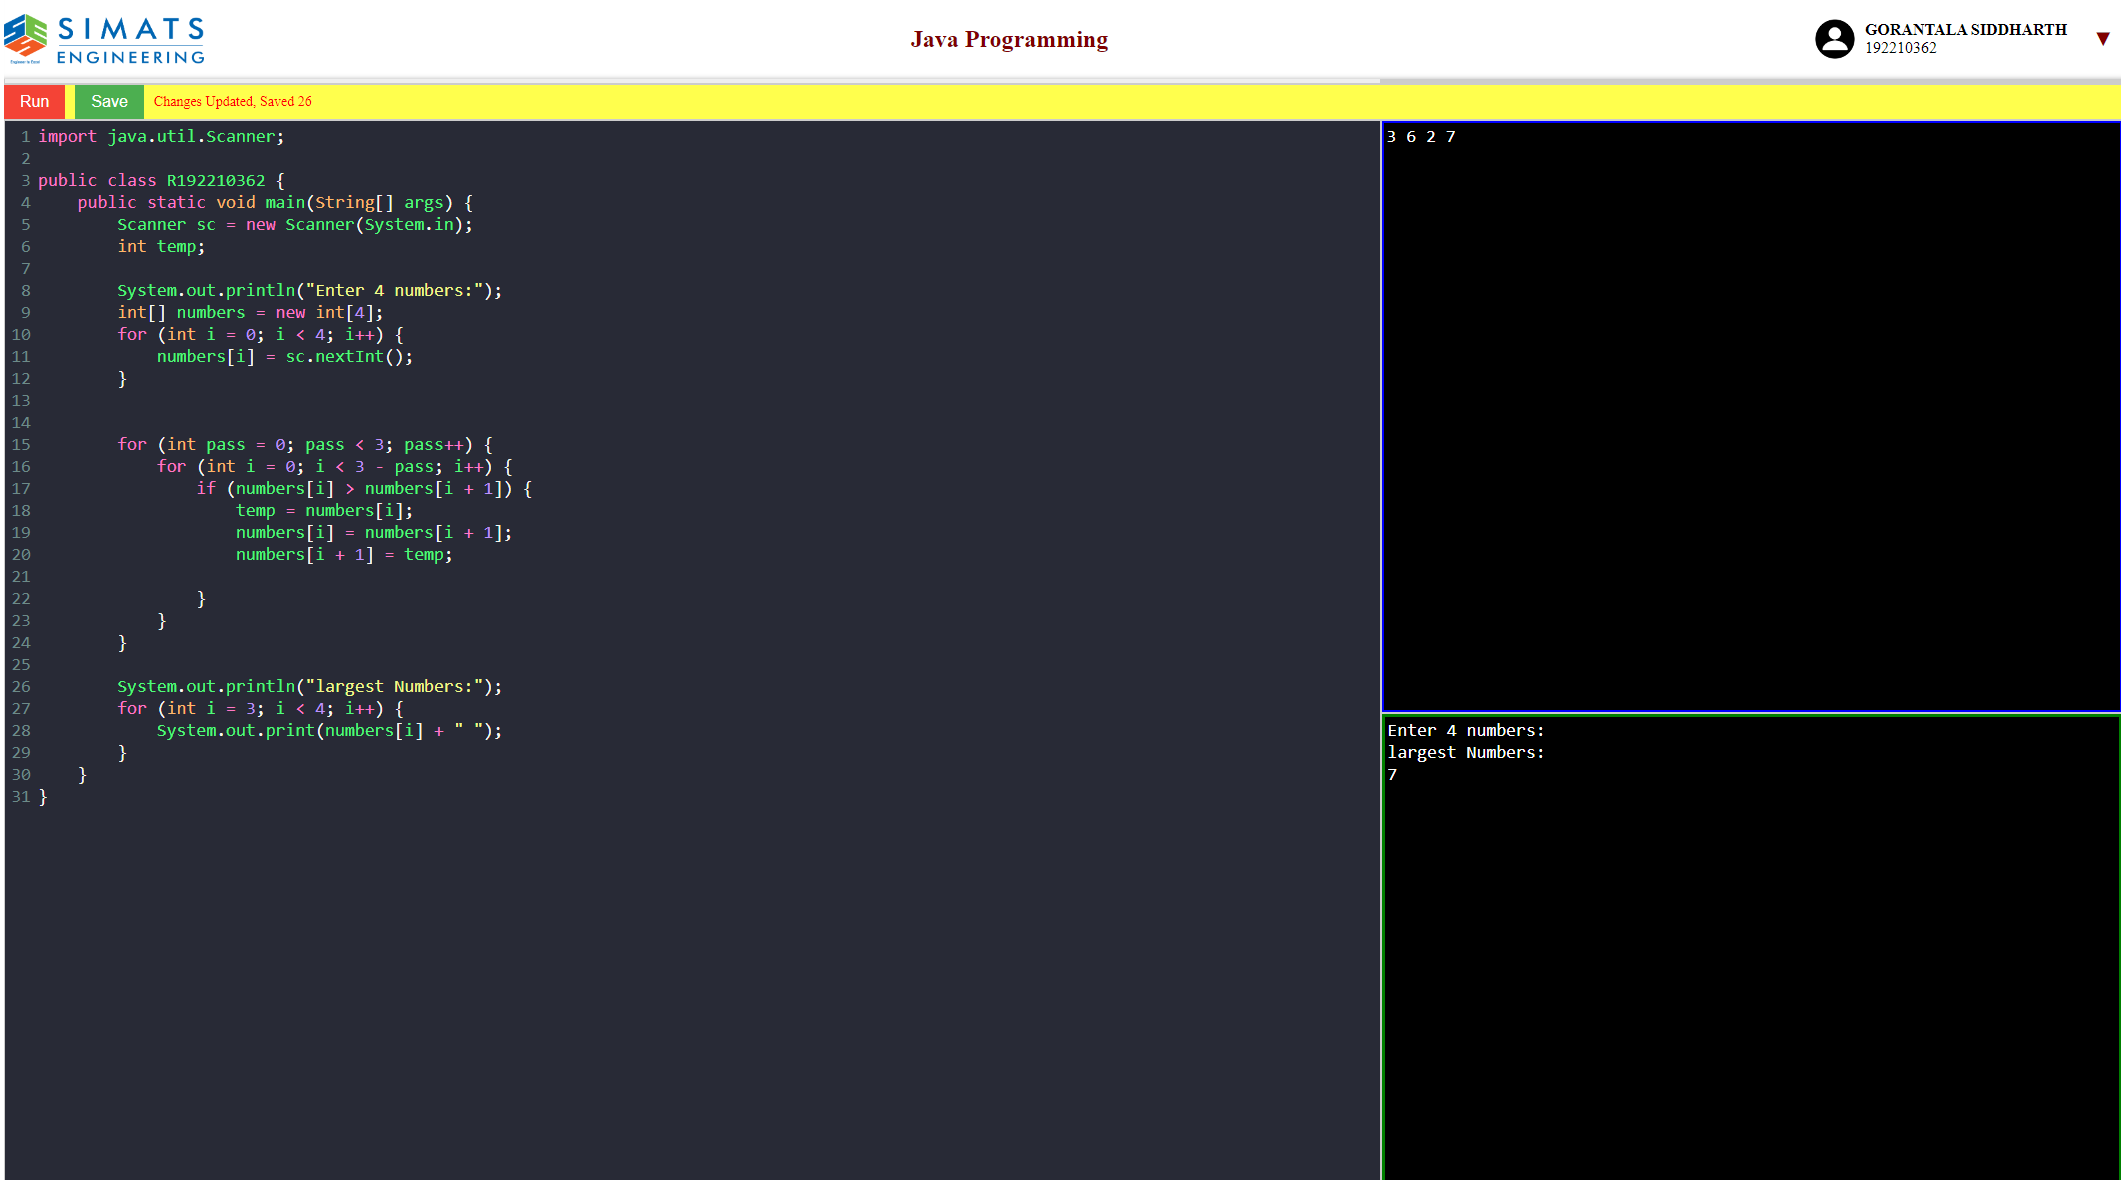 SIMATS
ENGINEERING
Engineer to Excel
Java Programming
GORANTALA SIDDHARTH
192210362
▼
Run
Save
Changes Updated, Saved 26
1 import java.util.Scanner;
2
3 public class R192210362 {
4     public static void main(String[] args) {
5         Scanner sc = new Scanner(System.in);
6         int temp;
7
8         System.out.println("Enter 4 numbers:");
9         int[] numbers = new int[4];
10         for (int i = 0; i < 4; i++) {
11             numbers[i] = sc.nextInt();
12         }
13
14
15         for (int pass = 0; pass < 3; pass++) {
16             for (int i = 0; i < 3 - pass; i++) {
17                 if (numbers[i] > numbers[i + 1]) {
18                     temp = numbers[i];
19                     numbers[i] = numbers[i + 1];
20                     numbers[i + 1] = temp;
21
22                 }
23             }
24         }
25
26         System.out.println("largest Numbers:");
27         for (int i = 3; i < 4; i++) {
28             System.out.print(numbers[i] + " ");
29         }
30     }
31 }
3 6 2 7
Enter 4 numbers:
largest Numbers:
7